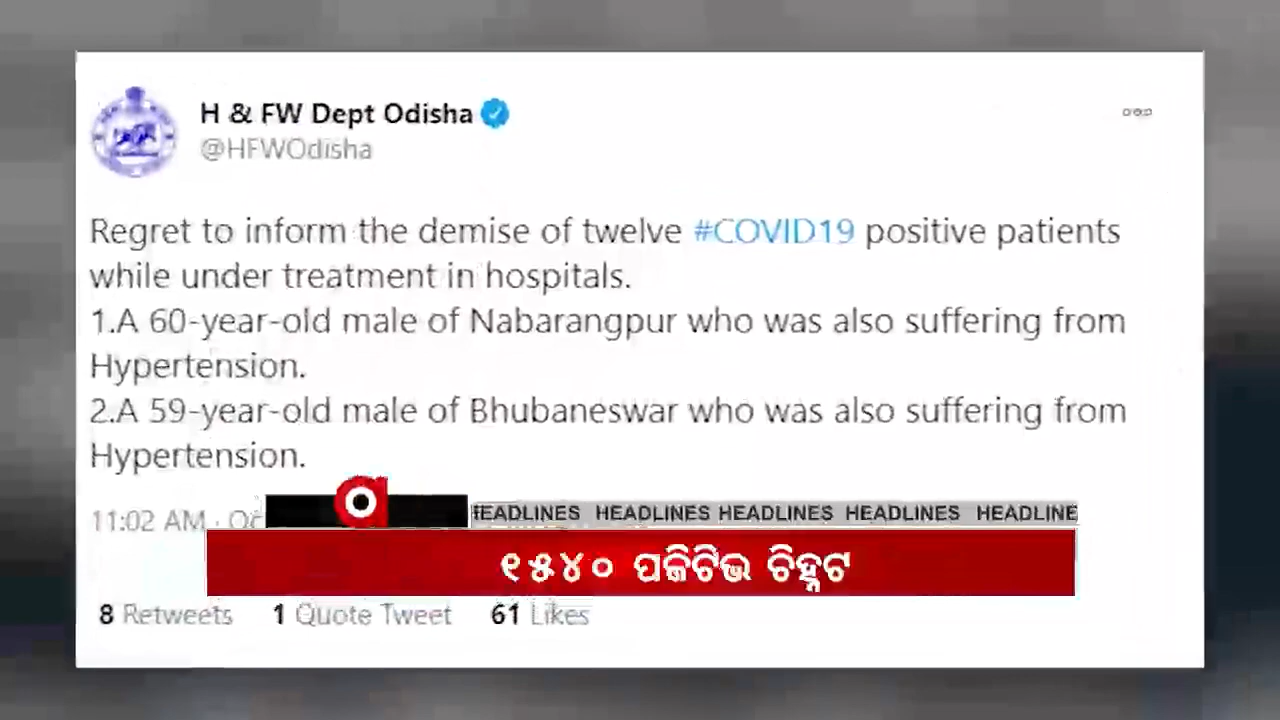 H & FW Dept Odisha
@HFWOdisha
Regret to inform the demise of twelve #COVID19 positive patients
while under treatment in hospitals.
1.A 60-year-old male of Nabarangpur who was also suffering from
Hypertension.
2.A 59-year-old male of Bhubaneswar who was also suffering from
Hypertension.
11:02 AM ·
HEADLINES HEADLINES HEADLINES HEADLINES HEADLINE
୧୫୪୦ ପଜିଟିଭ ଚିହ୍ନଟ
8 Retweets 1 Quote Tweet 61 Likes